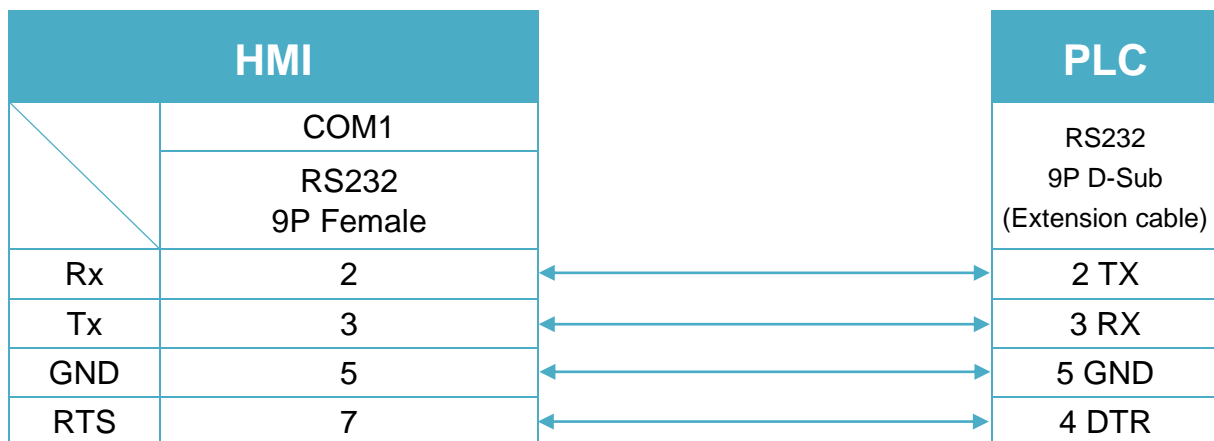 HMI
PLC
COM1
RS232
9P Female
RS232
9P D-Sub
(Extension cable)
Rx 2 2 TX
Tx 3 3 RX
GND 5 5 GND
RTS 7 4 DTR